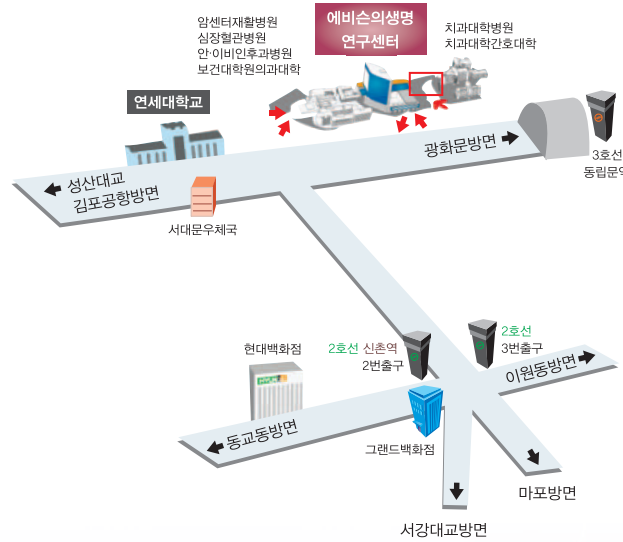 암센터재활병원
심장혈관병원
안·이비인후과병원
보건대학원의과대학
에비슨의생명
연구센터
치과대학병원
치과대학간호대학
연세대학교
광화문방면
3호선
동립문역
성산대교
김포공항방면
서대문우체국
2호선
3번출구
2호선 신촌역
2번출구
현대백화점
이원동방면
동교동방면
그랜드백화점
마포방면
서강대교방면